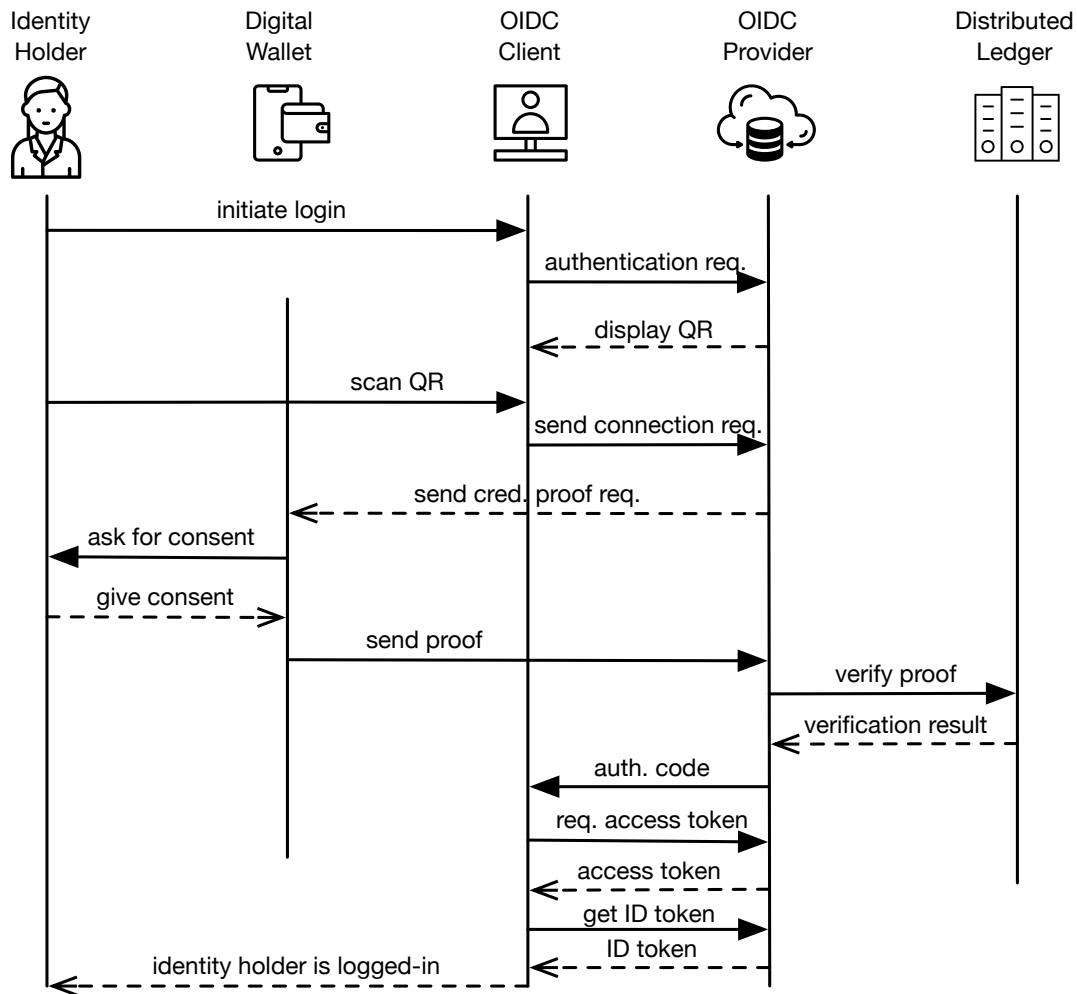 Identity
Holder
Digital
Wallet
OIDC
Client
OIDC
Provider
Distributed
Ledger
initiate login
authentication req.
display QR
scan QR
send connection req.
send cred. proof req.
ask for consent
give consent
send proof
verify proof
verification result
auth. code
req. access token
access token
get ID token
ID token
identity holder is logged-in